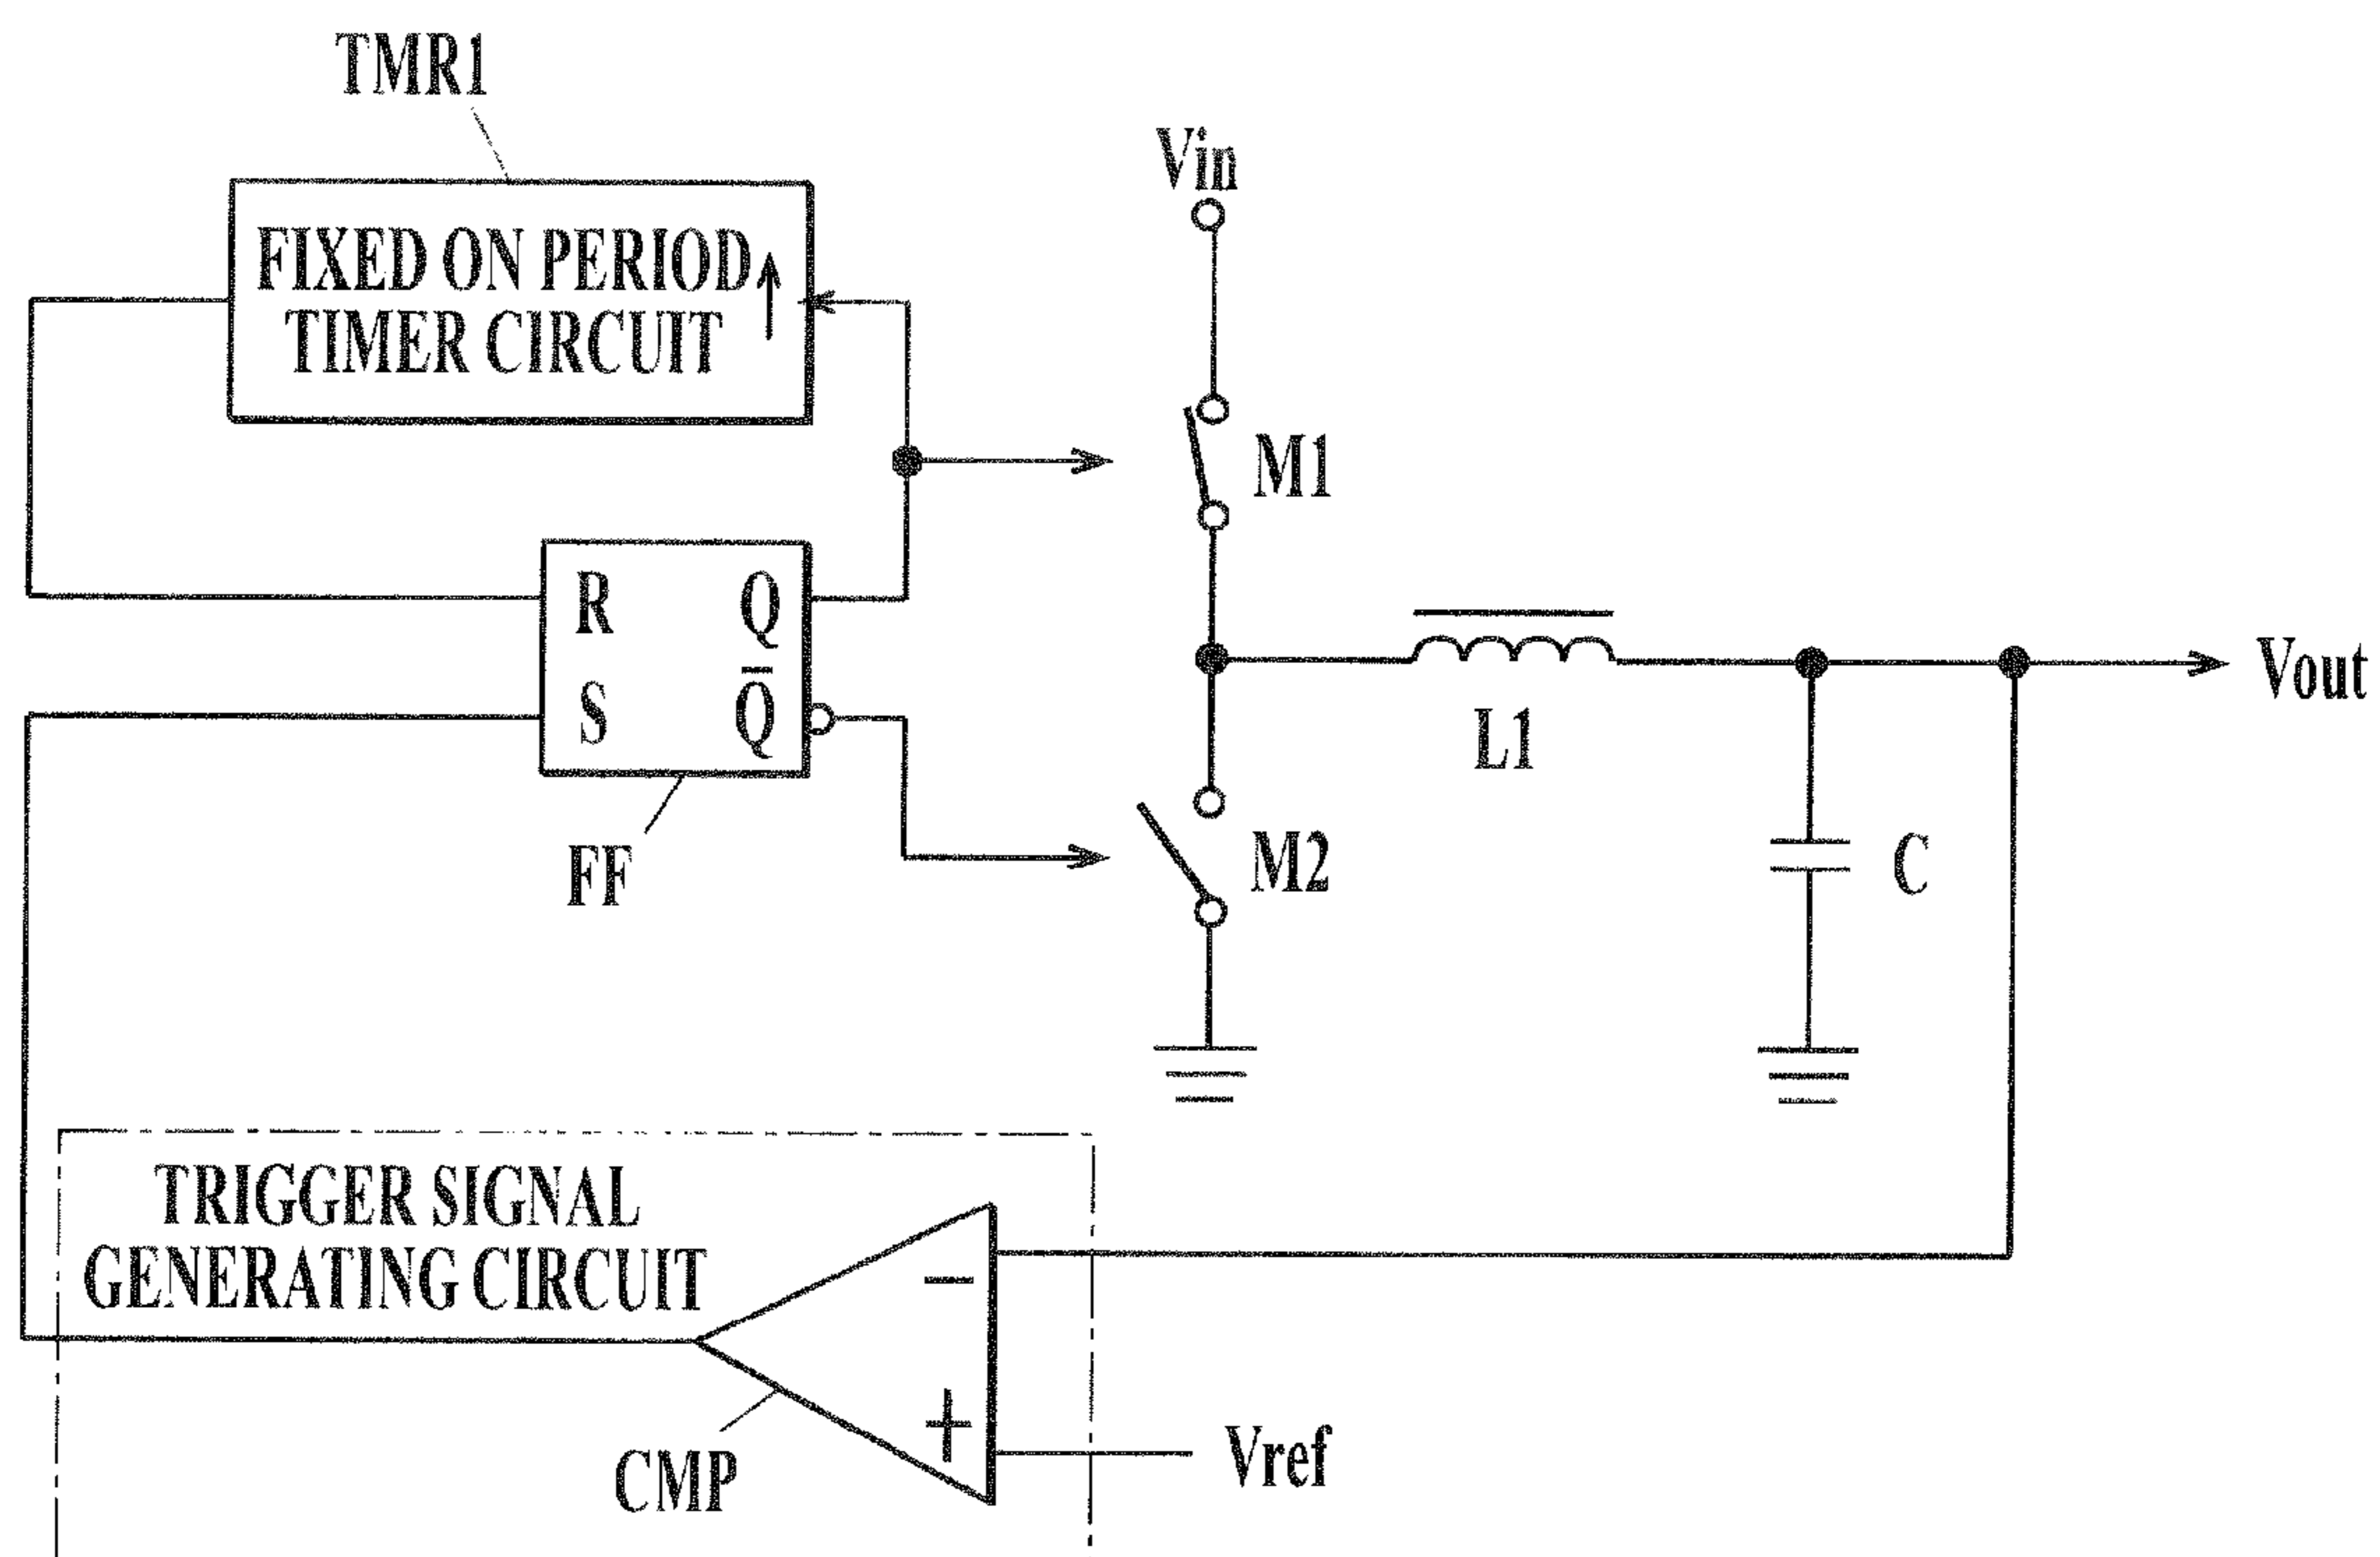 TMR1
FIXED ON PERIOD
TIMER CIRCUIT
Vin
M1
R Q
S Q̅
FF
L1
Vout
M2
C
TRIGGER SIGNAL
GENERATING CIRCUIT
−
+
CMP
Vref